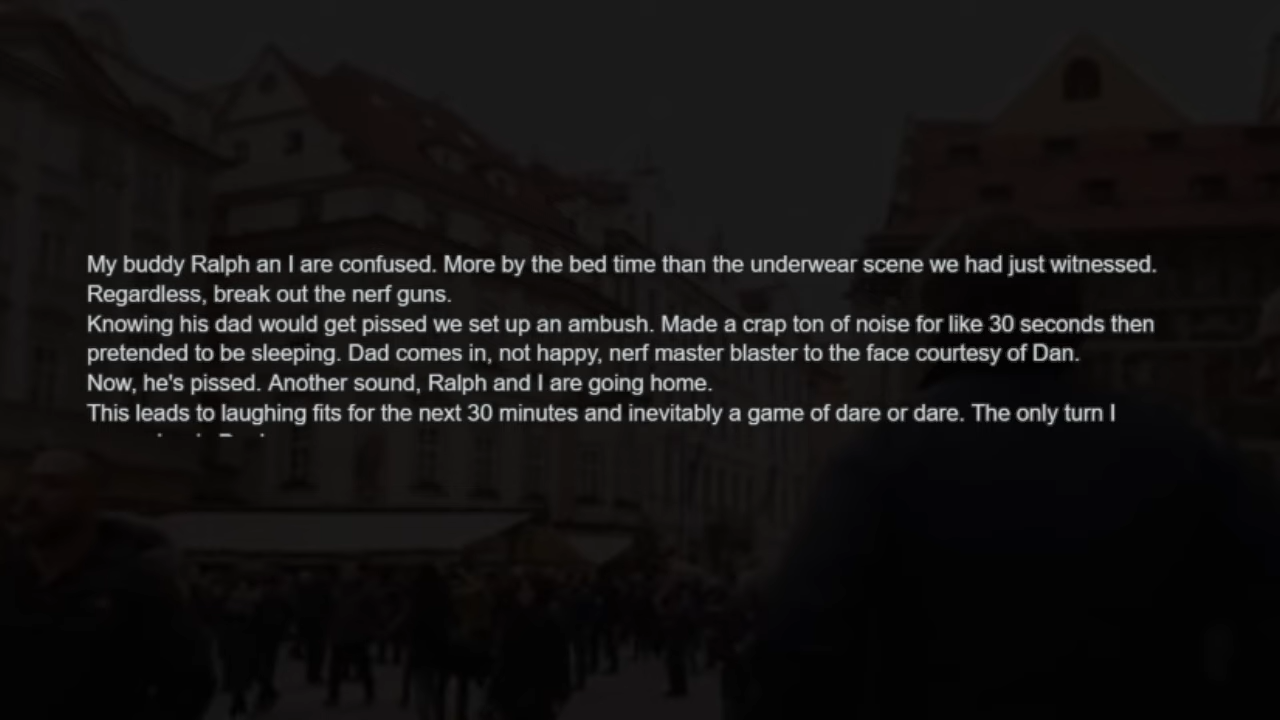 My buddy Ralph an I are confused. More by the bed time than the underwear scene we had just witnessed.
Regardless, break out the nerf guns.
Knowing his dad would get pissed we set up an ambush. Made a crap ton of noise for like 30 seconds then
pretended to be sleeping. Dad comes in, not happy, nerf master blaster to the face courtesy of Dan.
Now, he's pissed. Another sound, Ralph and I are going home.
This leads to laughing fits for the next 30 minutes and inevitably a game of dare or dare. The only turn I